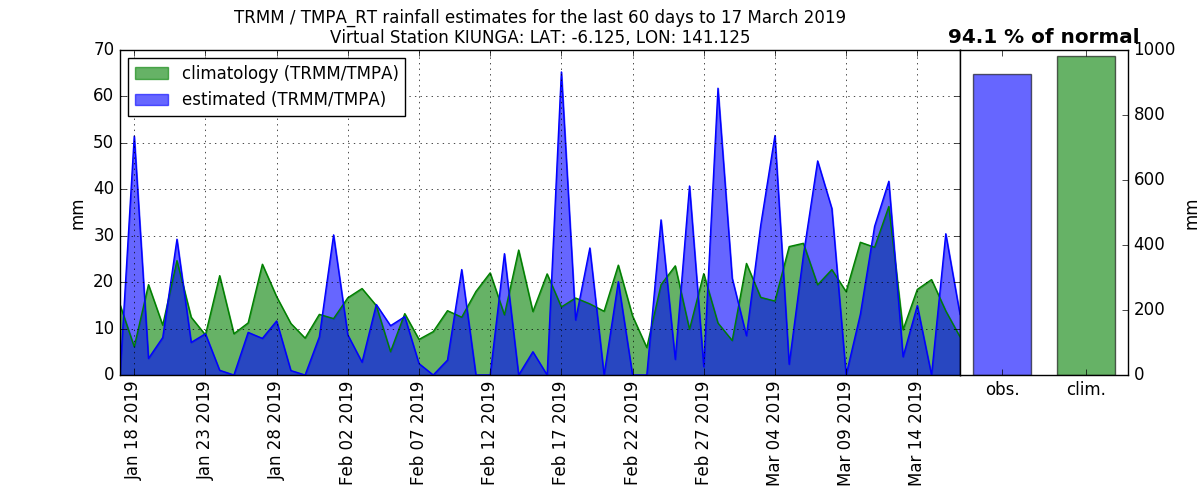 TRMM / TMPA_RT rainfall estimates for the last 60 days to 17 March 2019
Virtual Station KIUNGA: LAT: -6.125, LON: 141.125
94.1 % of normal
climatology (TRMM/TMPA)
estimated (TRMM/TMPA)
mm
70
60
50
40
30
20
10
0
Jan 18 2019
Jan 23 2019
Jan 28 2019
Feb 02 2019
Feb 07 2019
Feb 12 2019
Feb 17 2019
Feb 22 2019
Feb 27 2019
Mar 04 2019
Mar 09 2019
Mar 14 2019
obs.
clim.
1000
800
600
400
200
0
mm